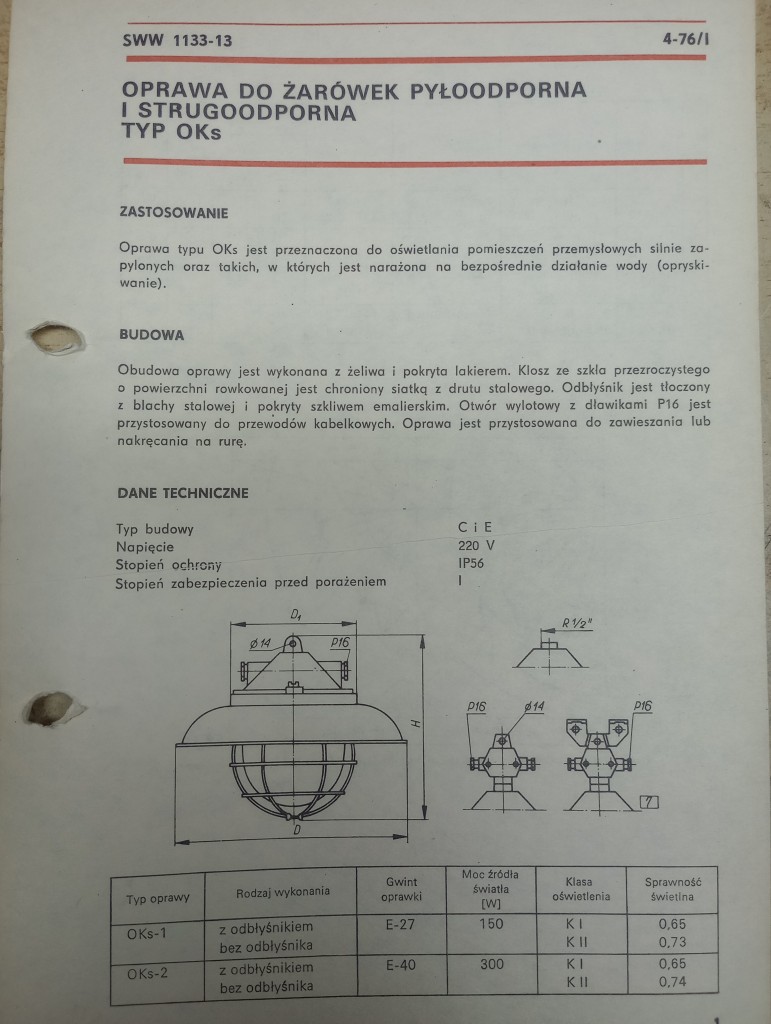 SWW 1133-13 4-76/I
OPRAWA DO ŻARÓWEK PYŁOODPORNA
I STRUGOODPORNA
TYP OKs
ZASTOSOWANIE
Oprawa typu OKs jest przeznaczona do oświetlania pomieszczeń przemysłowych silnie za-
pylonych oraz takich, w których jest narażona na bezpośrednie działanie wody (opryski-
wanie).
BUDOWA
Obudowa oprawy jest wykonana z żeliwa i pokryta lakierem. Klosz ze szkła przezroczystego
o powierzchni rowkowanej jest chroniony siatką z drutu stalowego. Odbłyśnik jest tłoczony
z blachy stalowej i pokryty szkliwem emalierskim. Otwór wylotowy z dławikami P16 jest
przystosowany do przewodów kabelkowych. Oprawa jest przystosowana do zawieszania lub
nakręcania na rurę.
DANE TECHNICZNE
Typ budowy C i E
Napięcie 220 V
Stopień ochrony IP56
Stopień zabezpieczenia przed porażeniem I
D₁
ø14 P16
H
D
R 1/2"
P16 ø14 P16
7
Typ oprawy Rodzaj wykonania Gwint oprawki Moc źródła światła [W] Klasa oświetlenia Sprawność świetlna
OKs-1 z odbłyśnikiem E-27 150 K I 0,65
bez odbłyśnika K II 0,73
OKs-2 z odbłyśnikiem E-40 300 K I 0,65
bez odbłyśnika K II 0,74